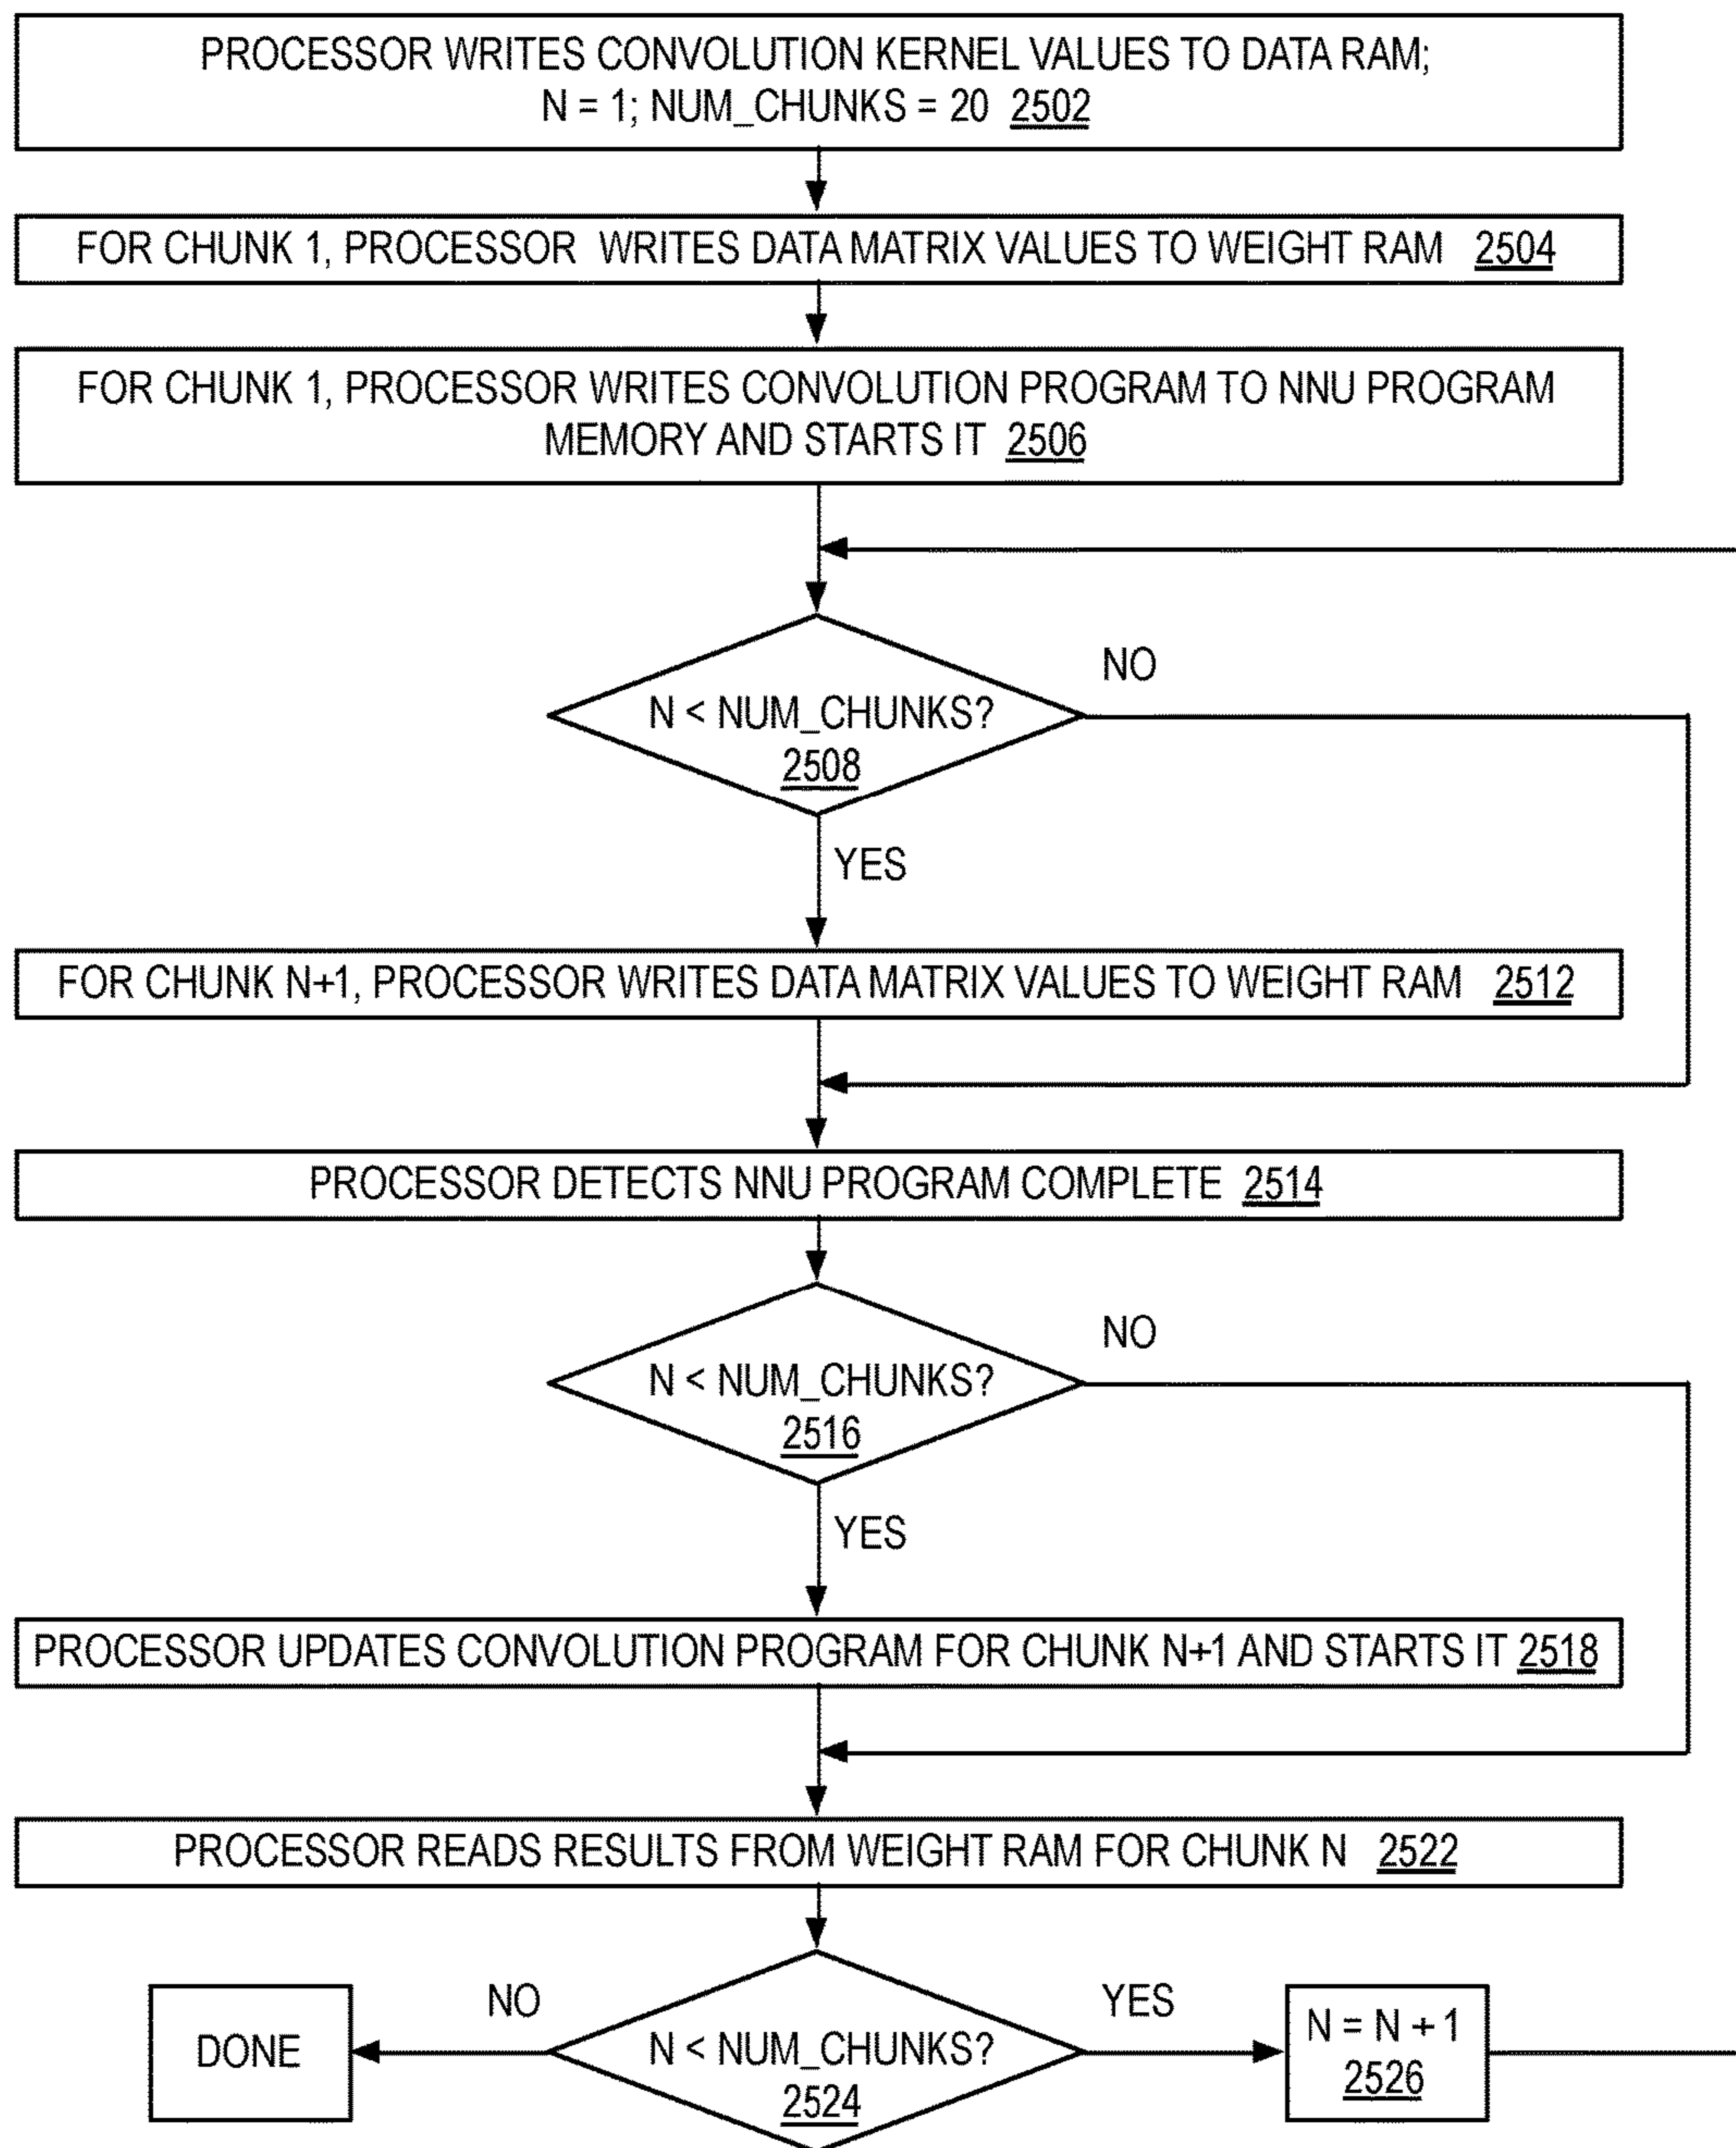 PROCESSOR WRITES CONVOLUTION KERNEL VALUES TO DATA RAM;
N = 1; NUM_CHUNKS = 20 2502
FOR CHUNK 1, PROCESSOR WRITES DATA MATRIX VALUES TO WEIGHT RAM 2504
FOR CHUNK 1, PROCESSOR WRITES CONVOLUTION PROGRAM TO NNU PROGRAM
MEMORY AND STARTS IT 2506
NO
N < NUM_CHUNKS?
2508
YES
FOR CHUNK N+1, PROCESSOR WRITES DATA MATRIX VALUES TO WEIGHT RAM 2512
PROCESSOR DETECTS NNU PROGRAM COMPLETE 2514
NO
N < NUM_CHUNKS?
2516
YES
PROCESSOR UPDATES CONVOLUTION PROGRAM FOR CHUNK N+1 AND STARTS IT 2518
PROCESSOR READS RESULTS FROM WEIGHT RAM FOR CHUNK N 2522
NO
YES
DONE
N < NUM_CHUNKS?
2524
N = N + 1
2526